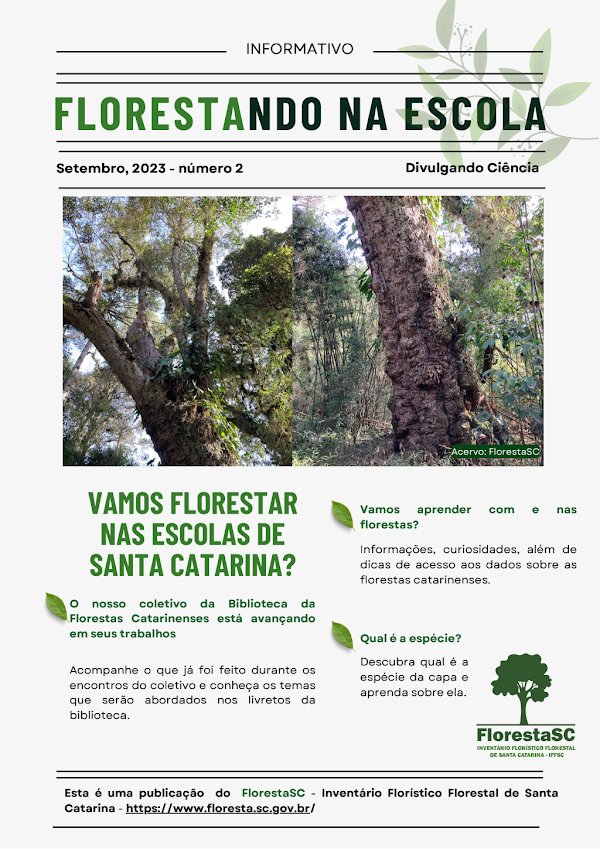 INFORMATIVO
FLORESTANDO NA ESCOLA
Setembro, 2023 - número 2
Divulgando Ciência
Acervo: FlorestaSC
VAMOS FLORESTAR
NAS ESCOLAS DE
SANTA CATARINA?
O nosso coletivo da Biblioteca da
Florestas Catarinenses está avançando
em seus trabalhos
Acompanhe o que já foi feito durante os
encontros do coletivo e conheça os temas
que serão abordados nos livretos da
biblioteca.
Vamos aprender com e nas
florestas?
Informações, curiosidades, além de
dicas de acesso aos dados sobre as
florestas catarinenses.
Qual é a espécie?
Descubra qual é a
espécie da capa e
aprenda sobre ela.
FlorestaSC
INVENTÁRIO FLORÍSTICO FLORESTAL
DE SANTA CATARINA - IFFSC
Esta é uma publicação do FlorestaSC - Inventário Florístico Florestal de Santa
Catarina - https://www.floresta.sc.gov.br/